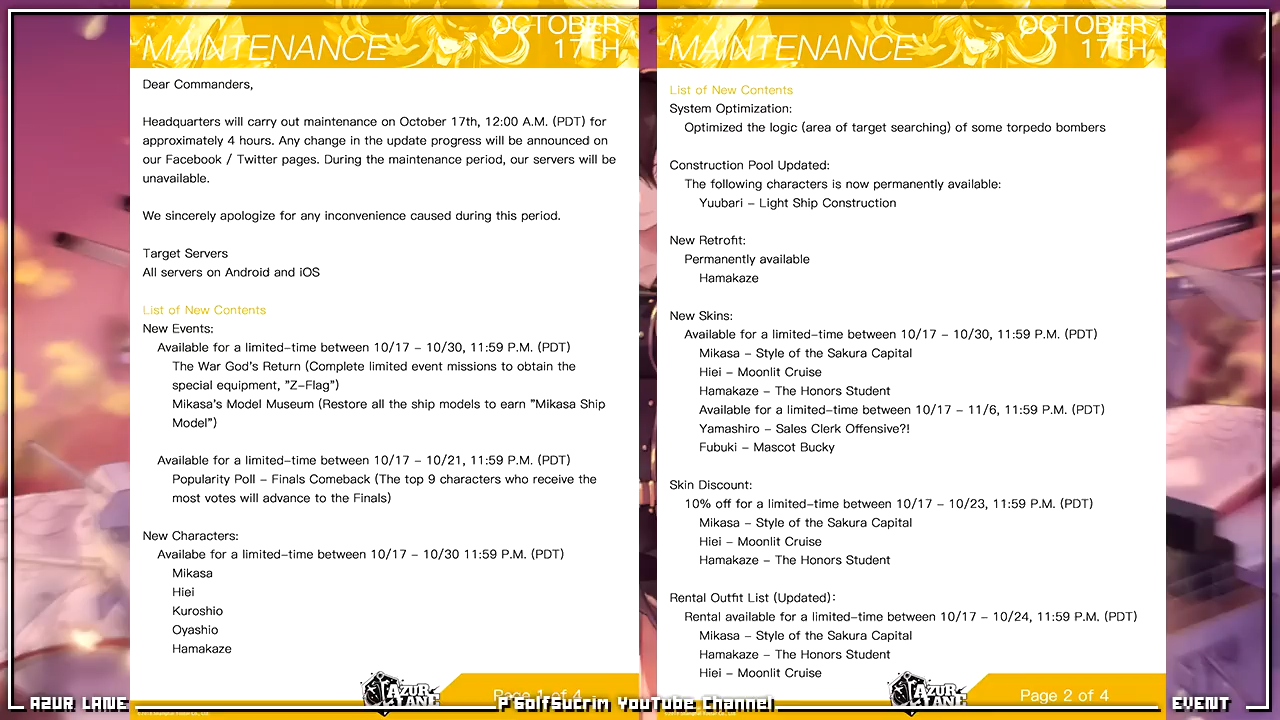 MAINTENANCE
OCTOBER
17TH
Dear Commanders,
Headquarters will carry out maintenance on October 17th, 12:00 A.M. (PDT) for
approximately 4 hours. Any change in the update progress will be announced on
our Facebook / Twitter pages. During the maintenance period, our servers will be
unavailable.
We sincerely apologize for any inconvenience caused during this period.
Target Servers
All servers on Android and iOS
List of New Contents
New Events:
Available for a limited-time between 10/17 – 10/30, 11:59 P.M. (PDT)
The War God's Return (Complete limited event missions to obtain the
special equipment, "Z-Flag")
Mikasa's Model Museum (Restore all the ship models to earn "Mikasa Ship
Model")
Available for a limited-time between 10/17 – 10/21, 11:59 P.M. (PDT)
Popularity Poll – Finals Comeback (The top 9 characters who receive the
most votes will advance to the Finals)
New Characters:
Availabe for a limited-time between 10/17 – 10/30 11:59 P.M. (PDT)
Mikasa
Hiei
Kuroshio
Oyashio
Hamakaze
AZUR LANE
Page 1 of 4
MAINTENANCE
OCTOBER
17TH
List of New Contents
System Optimization:
Optimized the logic (area of target searching) of some torpedo bombers
Construction Pool Updated:
The following characters is now permanently available:
Yuubari – Light Ship Construction
New Retrofit:
Permanently available
Hamakaze
New Skins:
Available for a limited-time between 10/17 – 10/30, 11:59 P.M. (PDT)
Mikasa – Style of the Sakura Capital
Hiei – Moonlit Cruise
Hamakaze – The Honors Student
Available for a limited-time between 10/17 – 11/6, 11:59 P.M. (PDT)
Yamashiro – Sales Clerk Offensive?!
Fubuki – Mascot Bucky
Skin Discount:
10% off for a limited-time between 10/17 – 10/23, 11:59 P.M. (PDT)
Mikasa – Style of the Sakura Capital
Hiei – Moonlit Cruise
Hamakaze – The Honors Student
Rental Outfit List (Updated):
Rental available for a limited-time between 10/17 – 10/24, 11:59 P.M. (PDT)
Mikasa – Style of the Sakura Capital
Hamakaze – The Honors Student
Hiei – Moonlit Cruise
AZUR LANE
Page 2 of 4
AZUR LANE
P'SoifSucrim YouTube Channel
EVENT